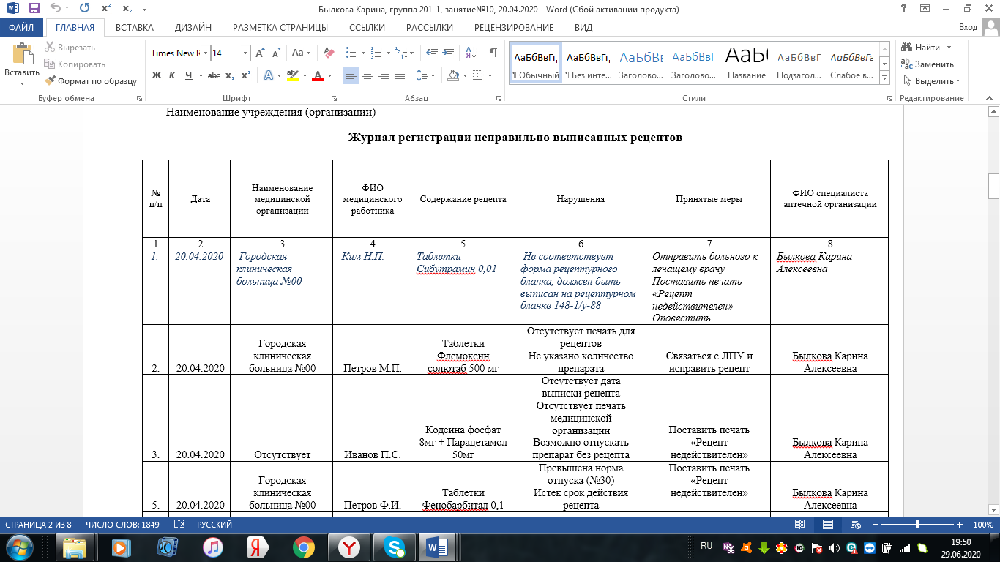 Былкова Карина, группа 201-1, занятие№10, 20.04.2020 - Word (Сбой активации продукта)
ФАЙЛ ГЛАВНАЯ ВСТАВКА ДИЗАЙН РАЗМЕТКА СТРАНИЦЫ ССЫЛКИ РАССЫЛКИ РЕЦЕНЗИРОВАНИЕ ВИД Вход
Вставить
Вырезать
Копировать
Формат по образцу
Буфер обмена
Times New R 14
Ж К Ч abc x₂ x²
Шрифт
Абзац
АаБбВвГг, АаБбВвГг, АаБбВв АаБбВвГ АаБ АаБбВвГ АаБбВвГг
¶ Обычный ¶ Без инте... Заголово... Заголово... Название Подзагол... Слабое в...
Стили
Найти
Заменить
Выделить
Редактирование
Наименование учреждения (организации)
Журнал регистрации неправильно выписанных рецептов
№
п/п
Дата
Наименование
медицинской
организации
ФИО
медицинского
работника
Содержание рецепта
Нарушения
Принятые меры
ФИО специалиста
аптечной организации
1 2 3 4 5 6 7 8
1.
20.04.2020
Городская
клиническая
больница №00
Ким Н.П.
Таблетки
Сибутрамин 0,01
Не соответствует
форма рецептурного
бланка, должен быть
выписан на рецептурном
бланке 148-1/у-88
Отправить больного к
лечащему врачу
Поставить печать
«Рецепт
недействителен»
Оповестить
Былкова Карина
Алексеевна
2.
20.04.2020
Городская
клиническая
больница №00
Петров М.П.
Таблетки
Флемоксин
солютаб 500 мг
Отсутствует печать для
рецептов
Не указано количество
препарата
Связаться с ЛПУ и
исправить рецепт
Былкова Карина
Алексеевна
3.
20.04.2020
Отсутствует
Иванов П.С.
Кодеина фосфат
8мг + Парацетамол
50мг
Отсутствует дата
выписки рецепта
Отсутствует печать
медицинской
организации
Возможно отпускать
препарат без рецепта
Поставить печать
«Рецепт
недействителен»
Былкова Карина
Алексеевна
5.
20.04.2020
Городская
клиническая
больница №00
Петров Ф.И.
Таблетки
Фенобарбитал 0,1
Превышена норма
отпуска (№30)
Истек срок действия
рецепта
Поставить печать
«Рецепт
недействителен»
Былкова Карина
Алексеевна
СТРАНИЦА 2 ИЗ 8 ЧИСЛО СЛОВ: 1849 РУССКИЙ 100%
RU
19:50
29.06.2020